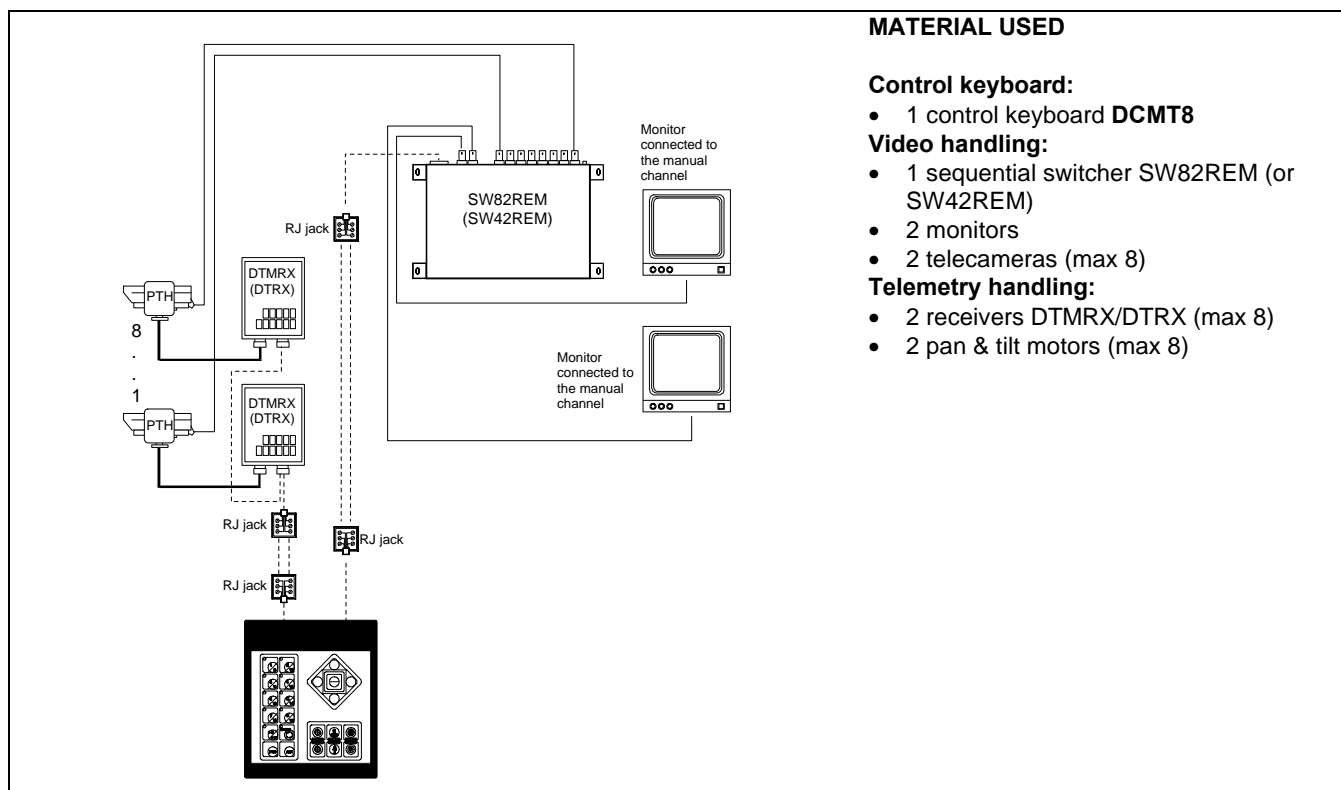 MATERIAL USED
Control keyboard:
• 1 control keyboard DCMT8
Video handling:
• 1 sequential switcher SW82REM (or
SW42REM)
• 2 monitors
• 2 telecameras (max 8)
Telemetry handling:
• 2 receivers DTMRX/DTRX (max 8)
• 2 pan & tilt motors (max 8)
Monitor
connected to
the manual
channel
SW82REM
(SW42REM)
RJ jack
DTMRX
(DTRX)
PTH
8
.
.
1
Monitor
connected to
the manual
channel
DTMRX
(DTRX)
PTH
RJ jack
RJ jack
RJ jack